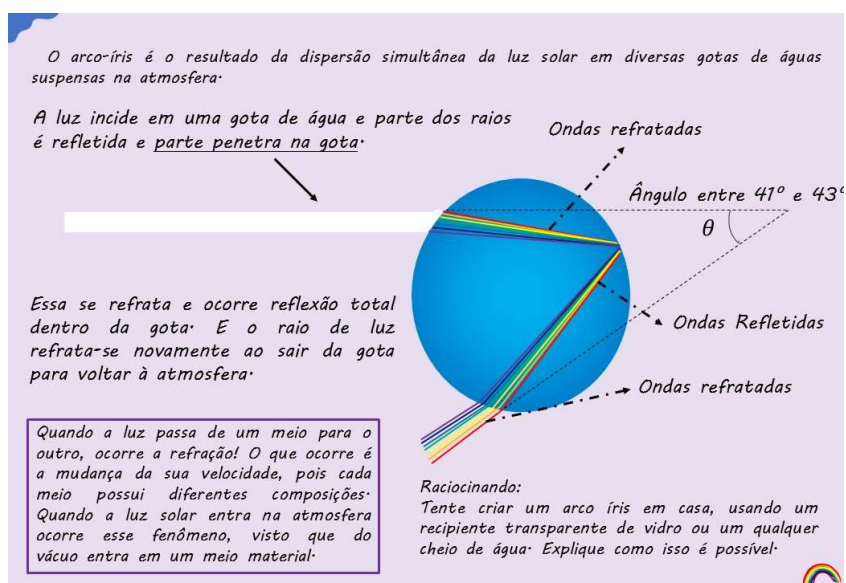 O arco-íris é o resultado da dispersão simultânea da luz solar em diversas gotas de águas
suspensas na atmosfera.
A luz incide em uma gota de água e parte dos raios
é refletida e parte penetra na gota.
Ondas refratadas
Ângulo entre 41º e 43º
θ
Essa se refrata e ocorre reflexão total
dentro da gota. E o raio de luz
refrata-se novamente ao sair da gota
para voltar à atmosfera.
Ondas Refletidas
Ondas refratadas
Quando a luz passa de um meio para o
outro, ocorre a refração! O que ocorre é
a mudança da sua velocidade, pois cada
meio possui diferentes composições.
Quando a luz solar entra na atmosfera
ocorre esse fenômeno, visto que do
vácuo entra em um meio material.
Raciocinando:
Tente criar um arco íris em casa, usando um
recipiente transparente de vidro ou um qualquer
cheio de água. Explique como isso é possível.